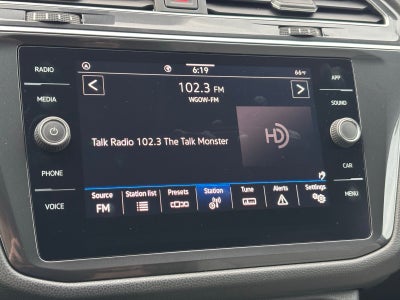 RADIO
MEDIA
PHONE
VOICE
6:19
66°F
102.3 FM
WGOW-FM
Talk Radio 102.3 The Talk Monster
HD
Source
FM
Station list
Presets
Station
Tune
Alerts
Settings
APP
SOUND
CAR
MENU